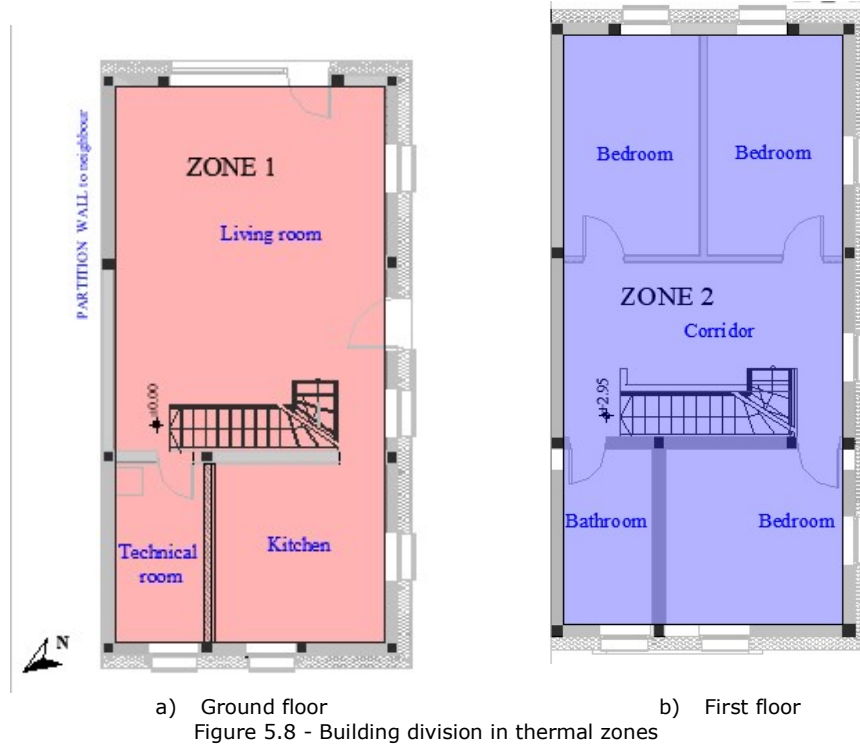 PARTITION WALL to neighbour
ZONE 1
Living room
±0.00
Technical
room
Kitchen
N
Bedroom
Bedroom
ZONE 2
Corridor
+2.95
Bathroom
Bedroom
a) Ground floor
b) First floor
Figure 5.8 - Building division in thermal zones